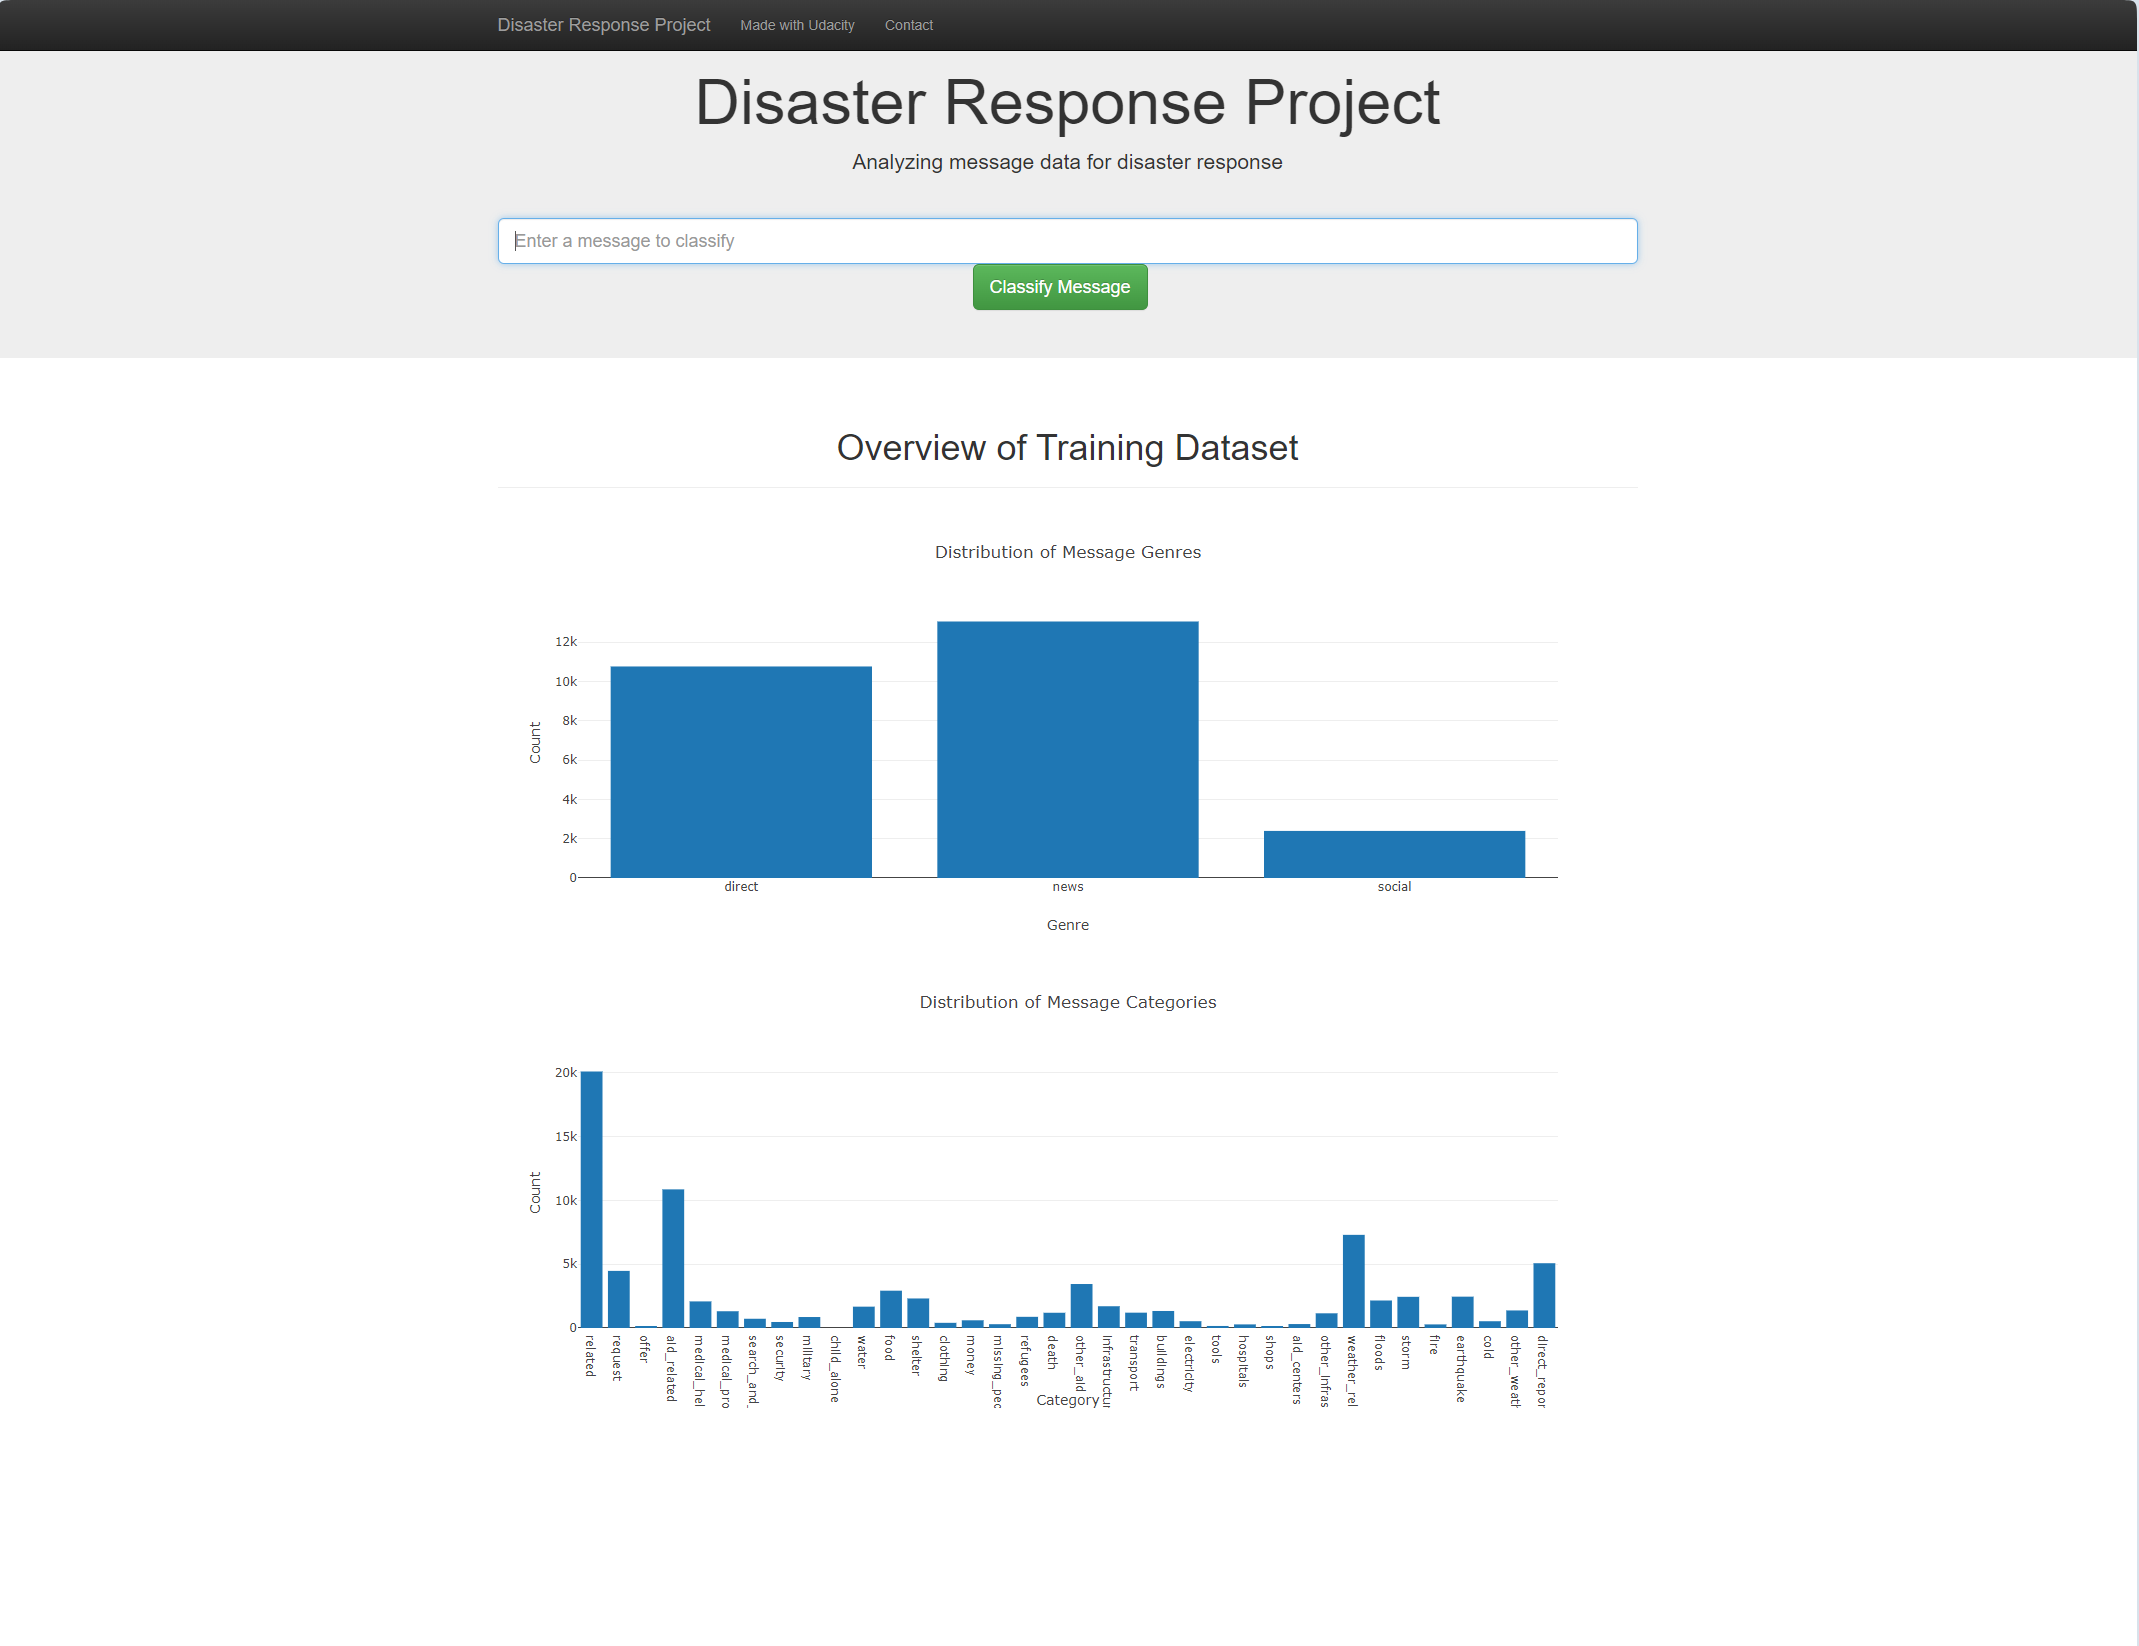 Disaster Response Project Made with Udacity Contact
Disaster Response Project
Analyzing message data for disaster response
Enter a message to classify
Classify Message
Overview of Training Dataset
Distribution of Message Genres
12k
10k
8k
6k
4k
2k
0
Count
direct news social
Genre
Distribution of Message Categories
20k
15k
10k
5k
0
Count
related
request
offer
aid_related
medical_hel
medical_pro
search_and_
security
military
child_alone
water
food
shelter
clothing
money
missing_peo
refugees
death
other_aid
infrastructur
transport
buildings
electricity
tools
hospitals
shops
aid_centers
other_infras
weather_rel
floods
storm
fire
earthquake
cold
other_weath
direct_repor
Category